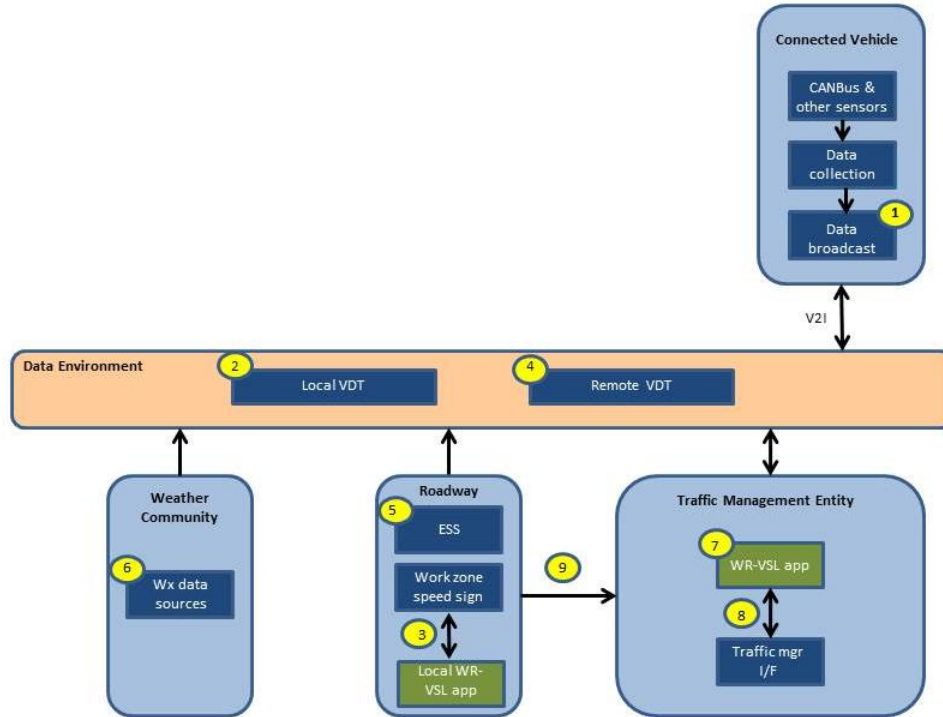 Connected Vehicle
CANBus &
other sensors
Data
collection
1
Data
broadcast
V2I
Data Environment
2
Local VDT
4
Remote VDT
Weather
Community
6
Wx data
sources
Roadway
5
ESS
Work zone
speed sign
3
Local WR-
VSL app
9
Traffic Management Entity
7
WR-VSL app
8
Traffic mgr
I/F